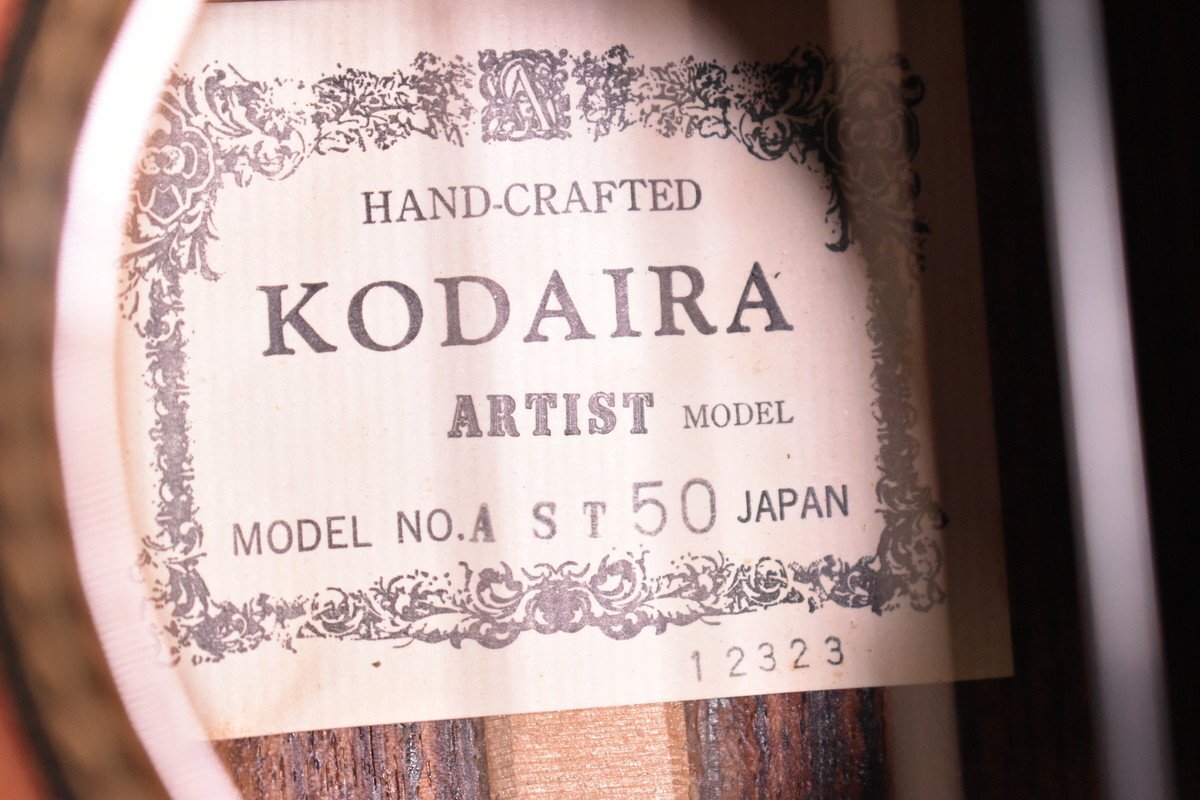 A
HAND-CRAFTED
KODAIRA
ARTIST MODEL
MODEL NO. A S T 50 JAPAN
12323